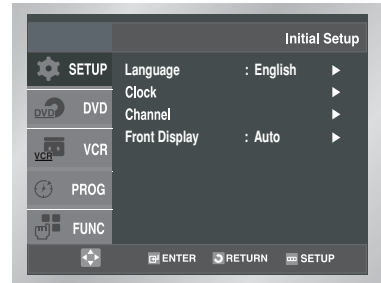 Initial Setup
SETUP
Language : English ►
Clock ►
DVD DVD
Channel ►
Front Display : Auto ►
VCR VCR
PROG
FUNC
ENTER RETURN SETUP